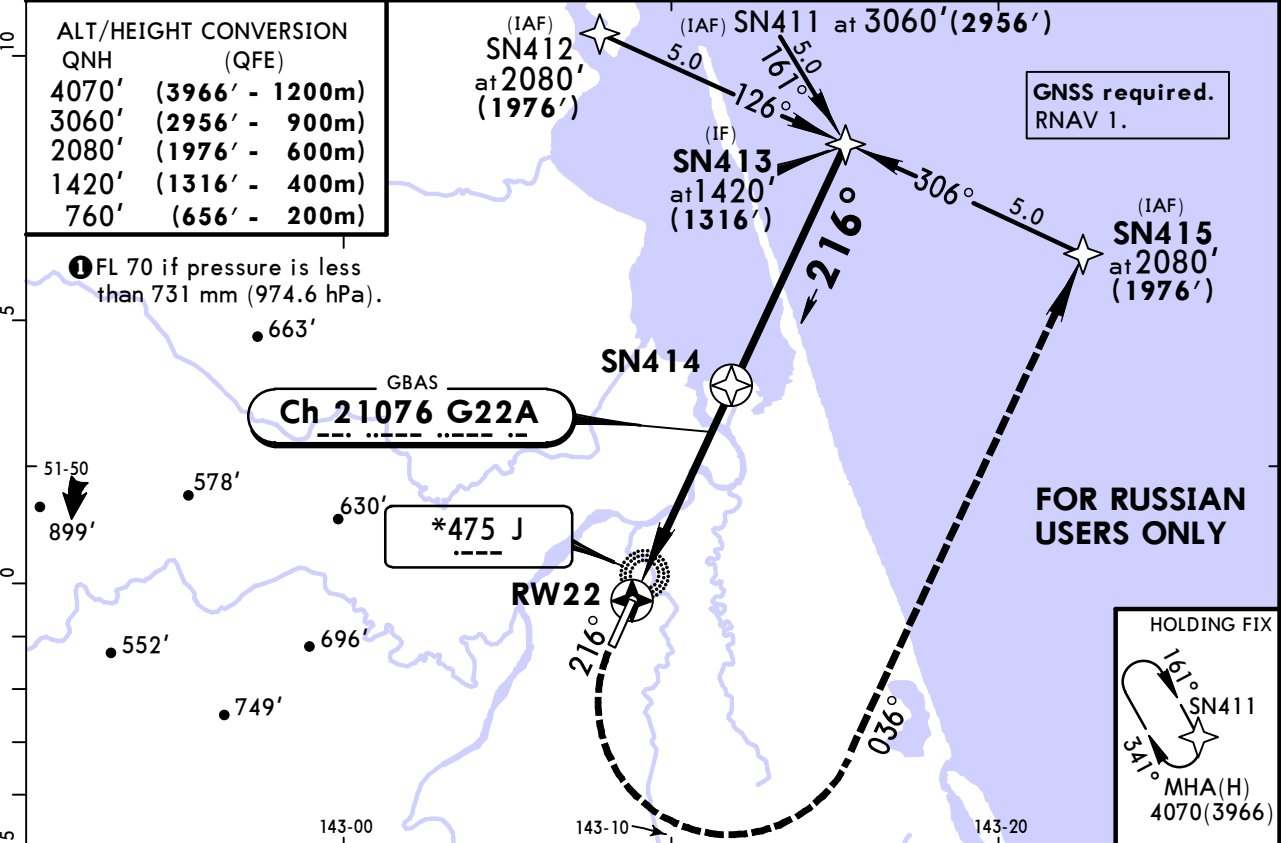 ALT/HEIGHT CONVERSION
QNH (QFE)
4070' (3966' - 1200m)
3060' (2956' - 900m)
2080' (1976' - 600m)
1420' (1316' - 400m)
760' (656' - 200m)
❶FL 70 if pressure is less
than 731 mm (974.6 hPa).
(IAF)
SN412
at 2080'
(1976')
5.0
126°
(IAF) SN411 at 3060'(2956')
5.0
161°
GNSS required.
RNAV 1.
(IF)
SN413
at 1420'
(1316')
216°
306°
5.0
(IAF)
SN415
at 2080'
(1976')
663'
SN414
GBAS
Ch 21076 G22A
51-50
899'
578'
630'
*475 J
FOR RUSSIAN
USERS ONLY
RW22
216°
552'
696'
749'
036°
HOLDING FIX
161°
SN411
341°
MHA(H)
4070(3966)
143-00
143-10
143-20
10
5
0
5